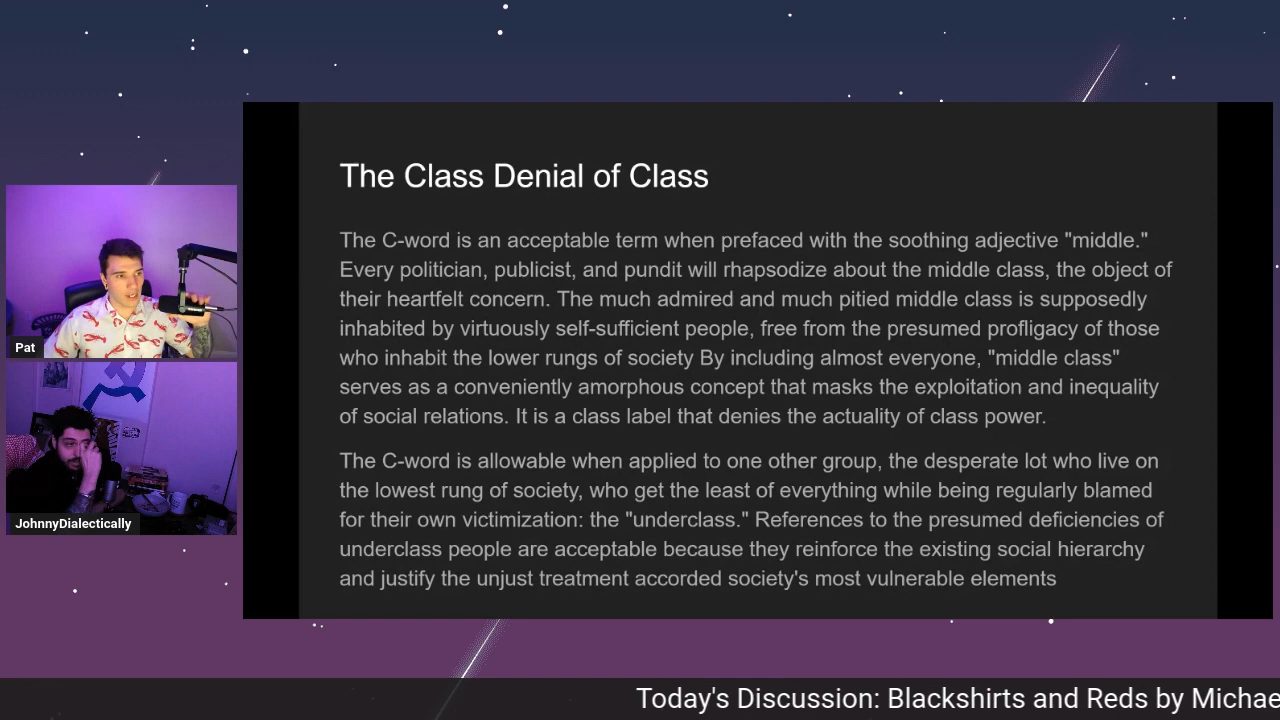 The Class Denial of Class
The C-word is an acceptable term when prefaced with the soothing adjective "middle."
Every politician, publicist, and pundit will rhapsodize about the middle class, the object of
their heartfelt concern. The much admired and much pitied middle class is supposedly
inhabited by virtuously self-sufficient people, free from the presumed profligacy of those
who inhabit the lower rungs of society By including almost everyone, "middle class"
serves as a conveniently amorphous concept that masks the exploitation and inequality
of social relations. It is a class label that denies the actuality of class power.
The C-word is allowable when applied to one other group, the desperate lot who live on
the lowest rung of society, who get the least of everything while being regularly blamed
for their own victimization: the "underclass." References to the presumed deficiencies of
underclass people are acceptable because they reinforce the existing social hierarchy
and justify the unjust treatment accorded society's most vulnerable elements
Pat
JohnnyDialectically
Today's Discussion: Blackshirts and Reds by Michae